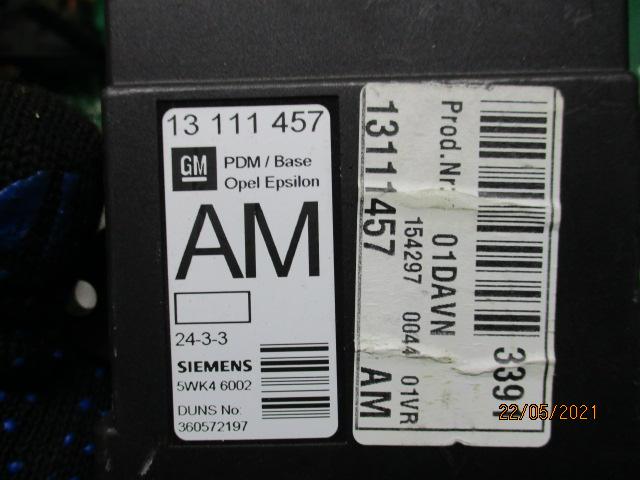 13 111 457
GM
PDM / Base
Opel Epsilon
AM
24-3-3
SIEMENS
5WK4 6002
DUNS No:
360572197
Prod.Nr:
01DAVN
3391
154297 0044 01VR
13111457 AM
22/05/2021